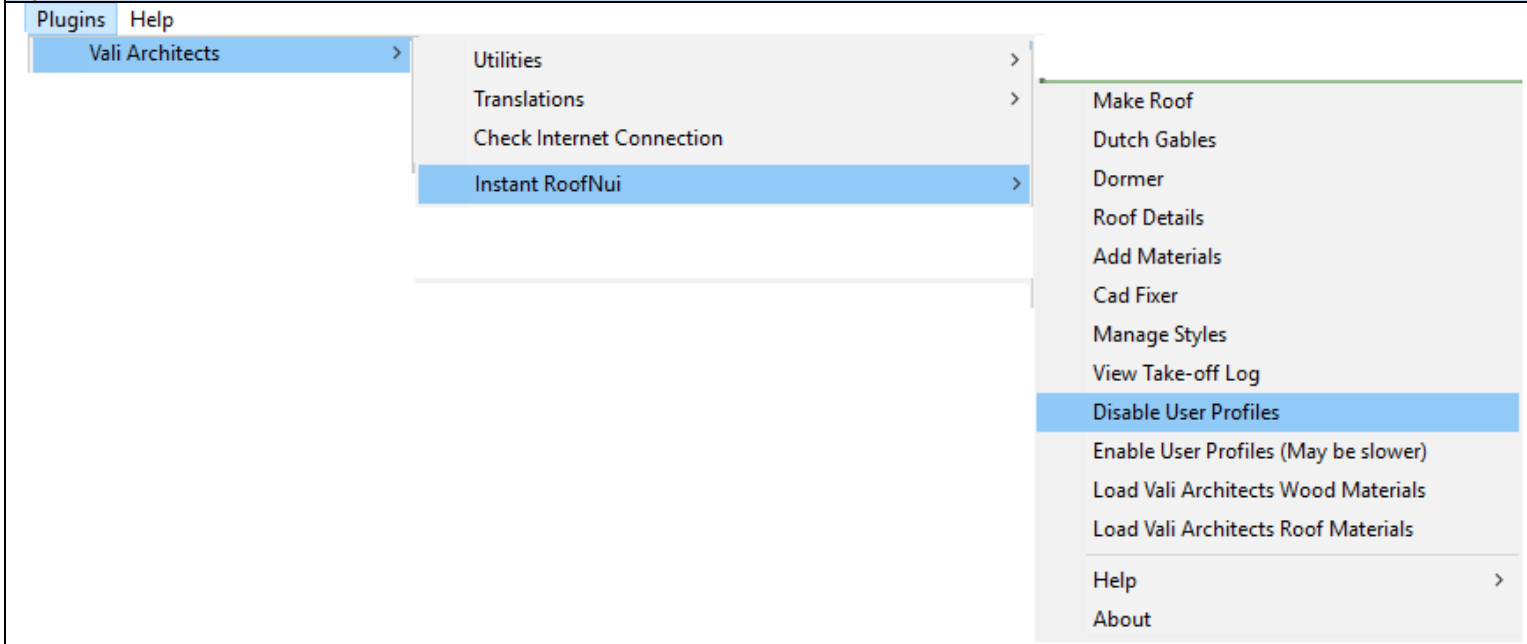 Plugins Help
Vali Architects
Utilities
Translations
Check Internet Connection
Instant RoofNui
Make Roof
Dutch Gables
Dormer
Roof Details
Add Materials
Cad Fixer
Manage Styles
View Take-off Log
Disable User Profiles
Enable User Profiles (May be slower)
Load Vali Architects Wood Materials
Load Vali Architects Roof Materials
Help
About